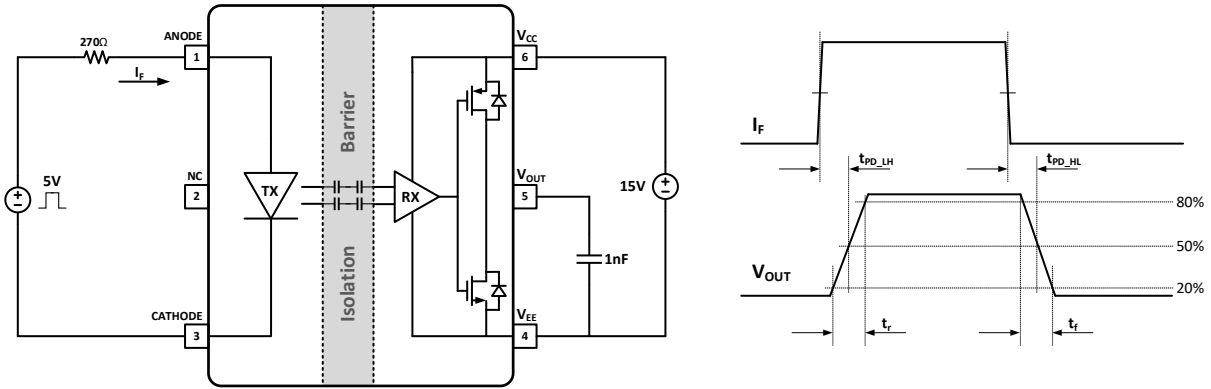 270Ω
ANODE
1
I_F
NC
2
5V
CATHODE
3
TX
Barrier
Isolation
RX
V_CC
6
V_OUT
5
15V
1nF
V_EE
4
I_F
t_PD_LH
t_PD_HL
80%
50%
V_OUT
20%
t_r
t_f